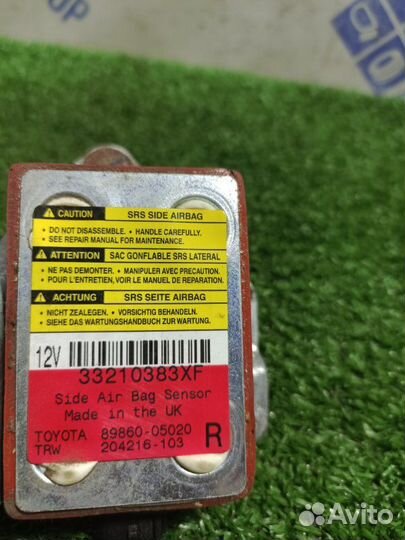 UP
CAUTION SRS SIDE AIRBAG
• DO NOT DISASSEMBLE. • HANDLE CAREFULLY.
• SEE REPAIR MANUAL FOR MAINTENANCE.
ATTENTION SAC GONFLABLE SRS LATERAL
• NE PAS DEMONTER. • MANIPULER AVEC PRECAUTION.
• POUR L'ENTRETIEN, VOIR LE MANUEL DE REPARATION.
ACHTUNG SRS SEITE AIRBAG
• NICHT ZEALEGEN. • VORSICHTIG BEHANDELN.
• SIEHE DAS WARTUNGSHANDBUCH ZUR WARTUNG.
12V
33210383XF
Side Air Bag Sensor
Made in the UK
TOYOTA 89860-05020 R
TRW 204216-103
Avito